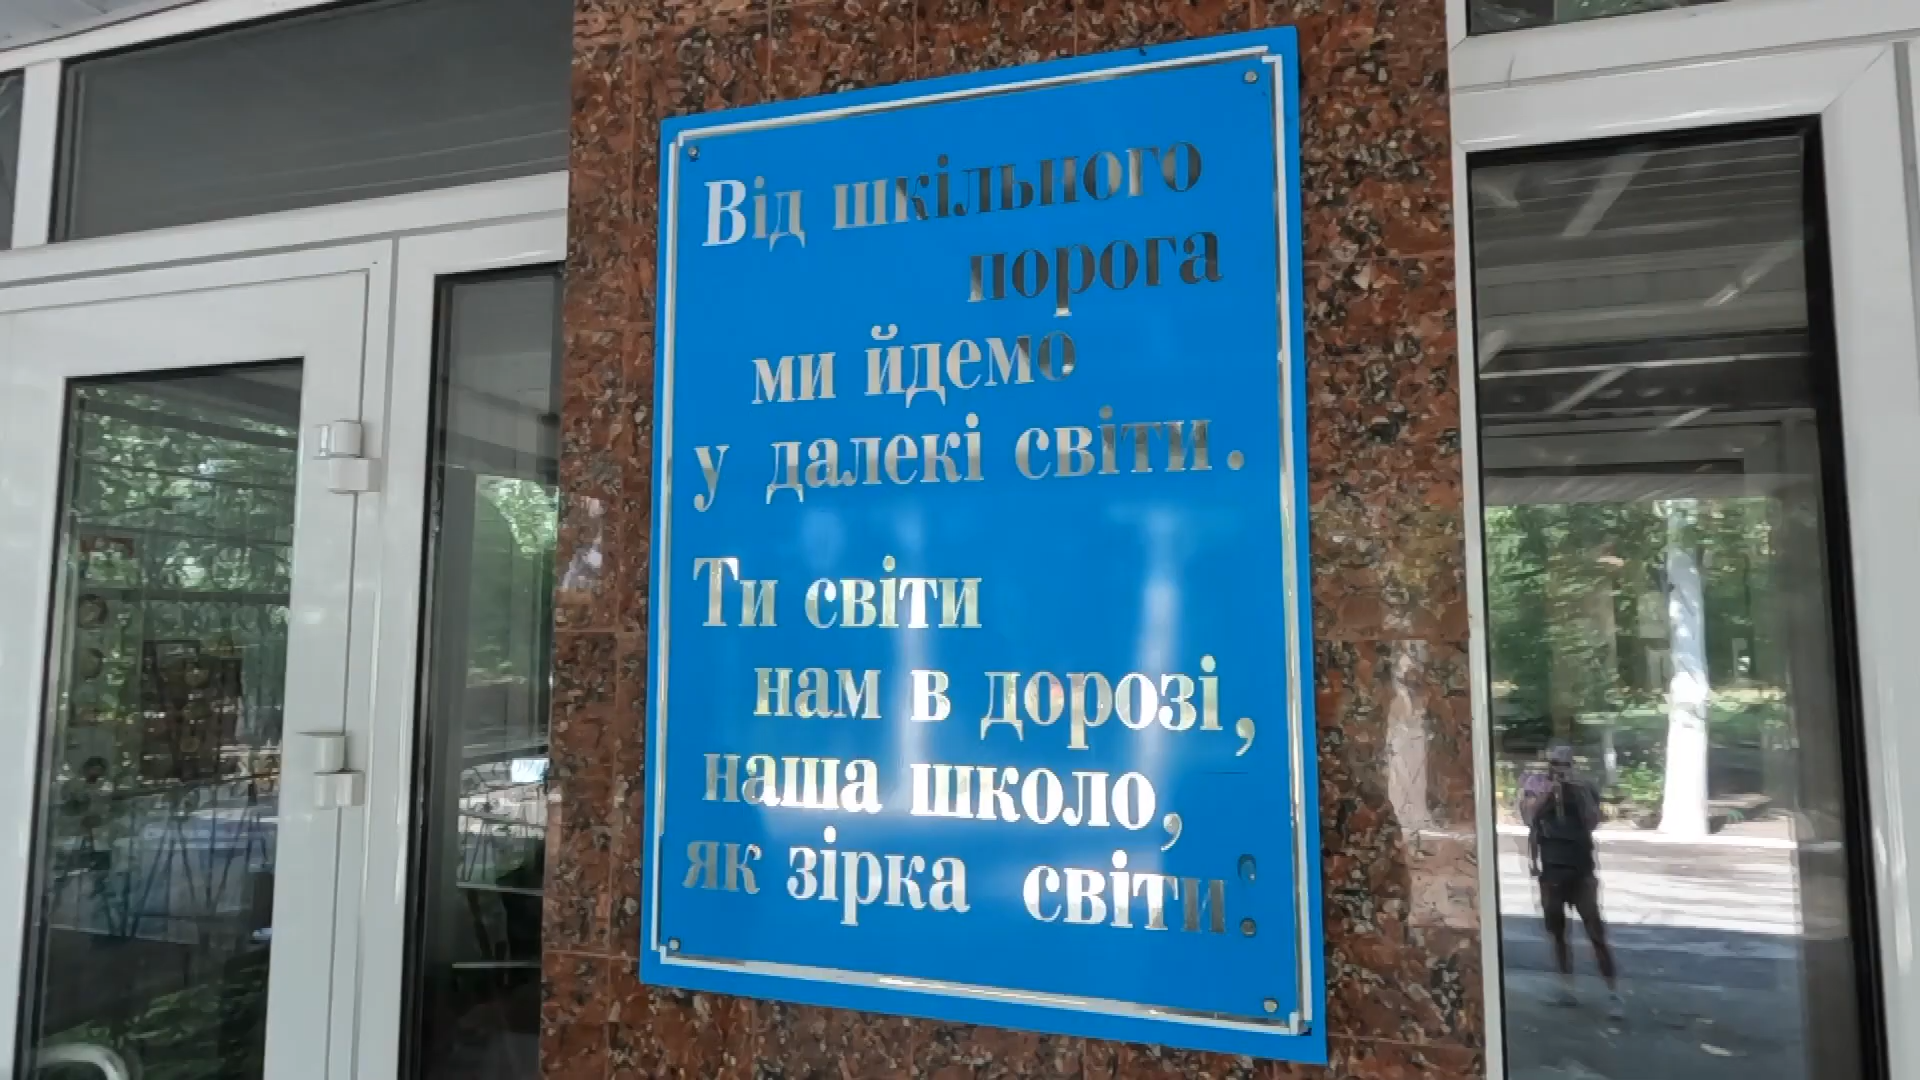 Від шкільного
порога
ми йдемо
у далекі світи.
Ти світи
нам в дорозі,
наша школо,
як зірка світи!